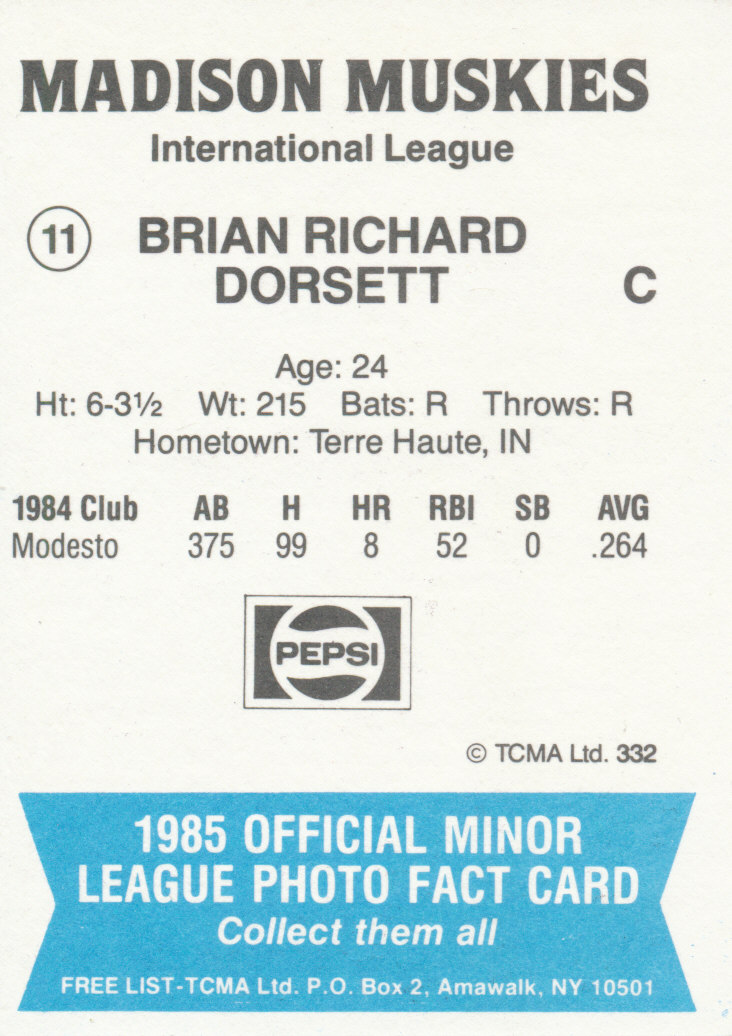 MADISON MUSKIES
International League
11 BRIAN RICHARD
DORSETT C
Age: 24
Ht: 6-3½ Wt: 215 Bats: R Throws: R
Hometown: Terre Haute, IN
1984 Club AB H HR RBI SB AVG
Modesto 375 99 8 52 0 .264
PEPSI
© TCMA Ltd. 332
1985 OFFICIAL MINOR
LEAGUE PHOTO FACT CARD
Collect them all
FREE LIST-TCMA Ltd. P.O. Box 2, Amawalk, NY 10501